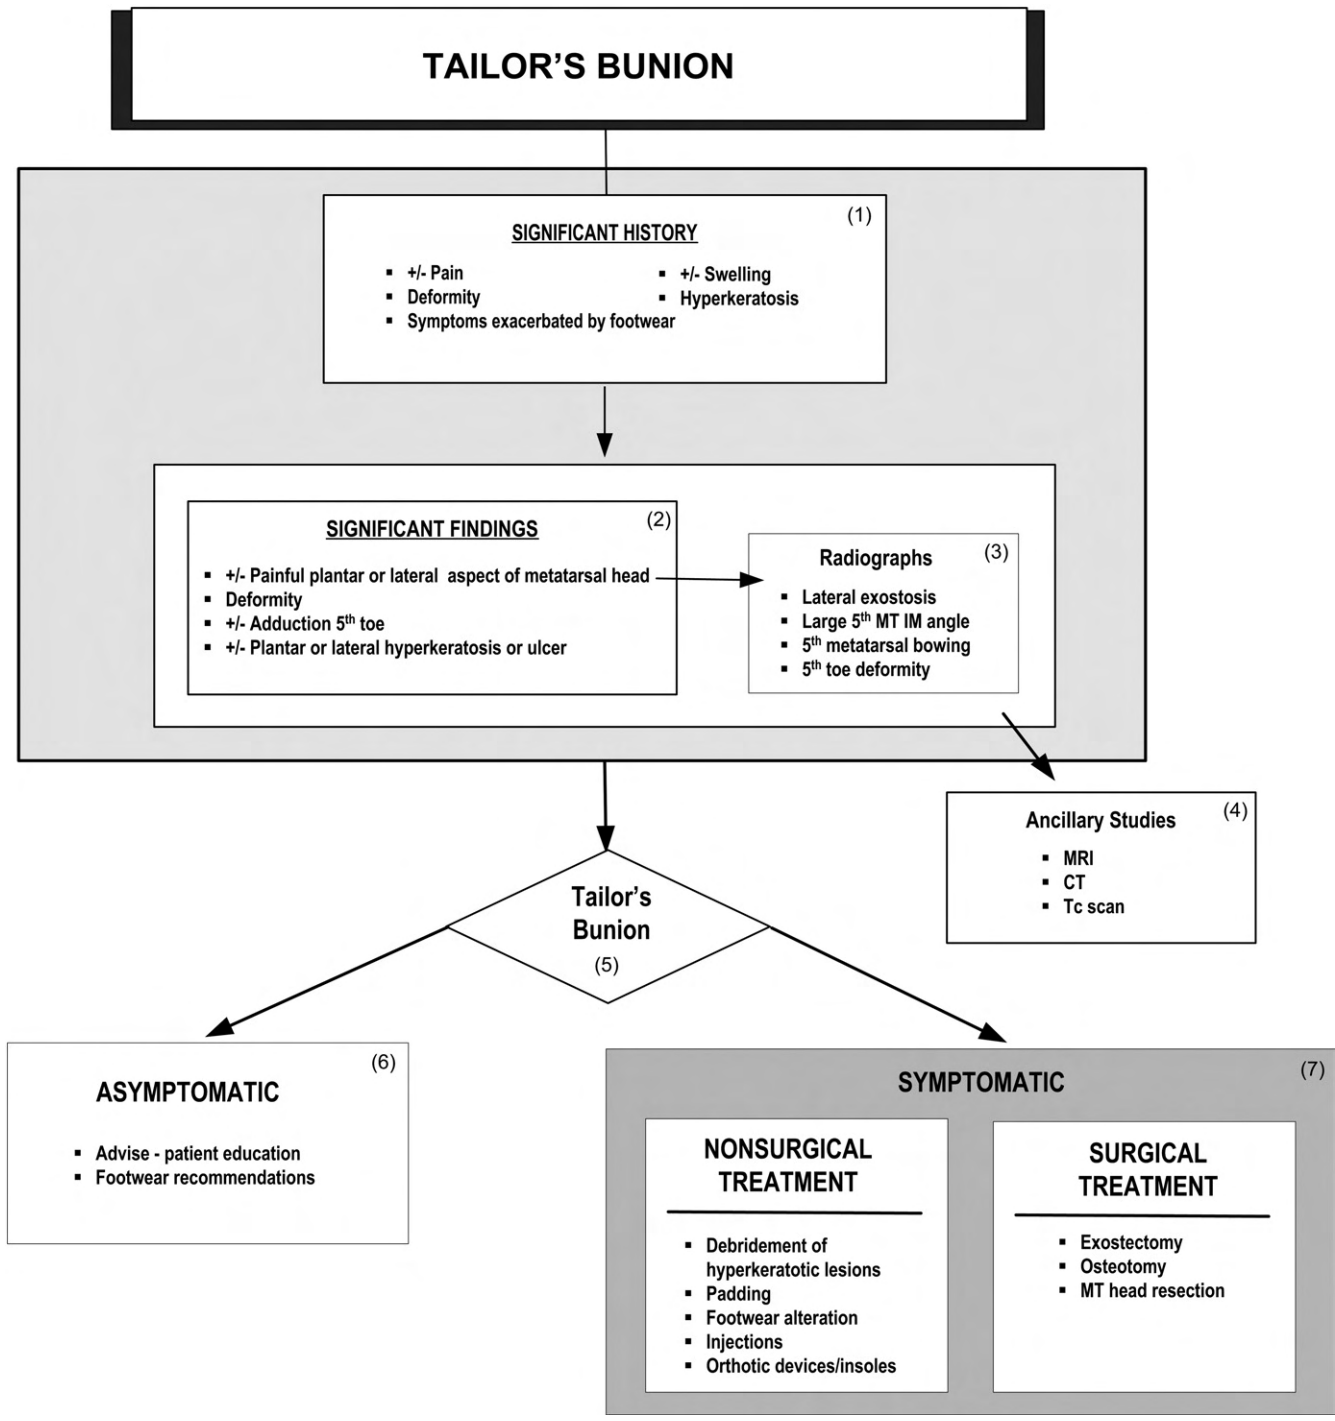 TAILOR'S BUNION
(1)
SIGNIFICANT HISTORY
▪ +/- Pain
▪ Deformity
▪ Symptoms exacerbated by footwear
▪ +/- Swelling
▪ Hyperkeratosis
(2)
SIGNIFICANT FINDINGS
▪ +/- Painful plantar or lateral aspect of metatarsal head
▪ Deformity
▪ +/- Adduction 5th toe
▪ +/- Plantar or lateral hyperkeratosis or ulcer
(3)
Radiographs
▪ Lateral exostosis
▪ Large 5th MT IM angle
▪ 5th metatarsal bowing
▪ 5th toe deformity
(4)
Ancillary Studies
▪ MRI
▪ CT
▪ Tc scan
Tailor's
Bunion
(5)
(6)
ASYMPTOMATIC
▪ Advise - patient education
▪ Footwear recommendations
(7)
SYMPTOMATIC
NONSURGICAL
TREATMENT
▪ Debridement of
hyperkeratotic lesions
▪ Padding
▪ Footwear alteration
▪ Injections
▪ Orthotic devices/insoles
SURGICAL
TREATMENT
▪ Exostectomy
▪ Osteotomy
▪ MT head resection